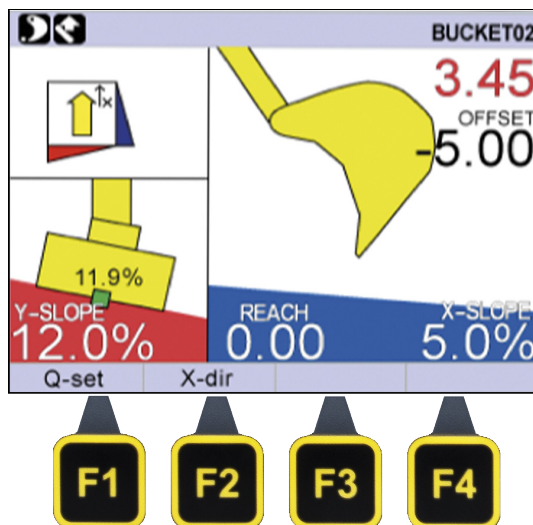 BUCKET02
3.45
OFFSET
-5.00
x
11.9%
Y-SLOPE
12.0%
REACH
0.00
X-SLOPE
5.0%
Q-set
X-dir
F1
F2
F3
F4